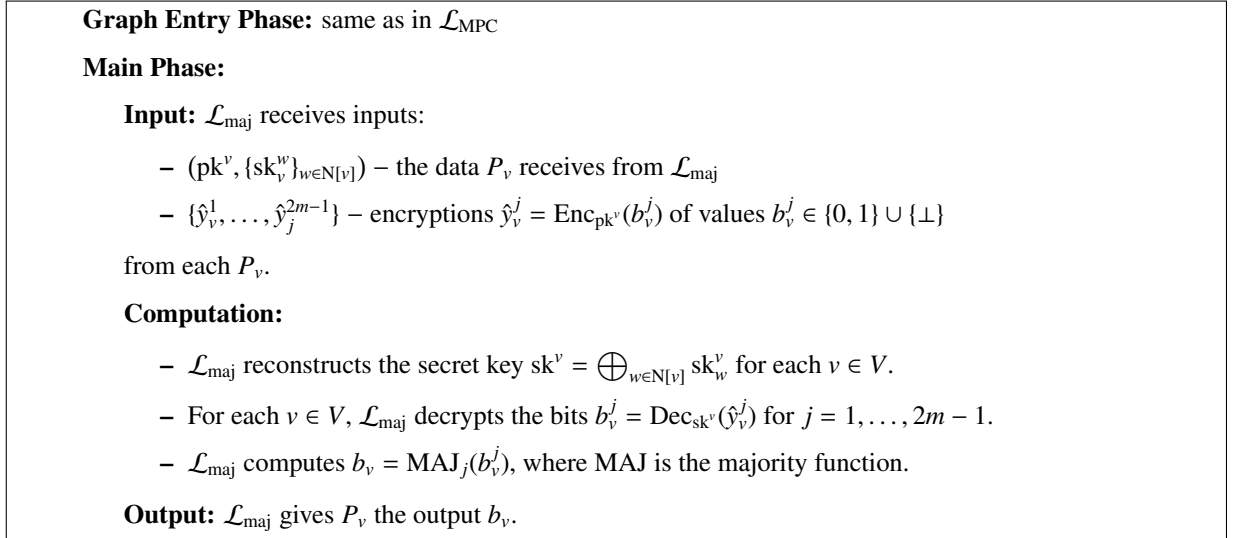 Graph Entry Phase: same as in 𝓛_MPC
Main Phase:
Input: 𝓛_maj receives inputs:
– (pk^v, {sk_v^w}_{w∈N[v]}) – the data P_v receives from 𝓛_maj
– {ŷ_v^1, . . . , ŷ_j^{2m−1}} – encryptions ŷ_v^j = Enc_{pk^v}(b_v^j) of values b_v^j ∈ {0, 1} ∪ {⊥}
from each P_v.
Computation:
– 𝓛_maj reconstructs the secret key sk^v = ⊕_{w∈N[v]} sk_w^v for each v ∈ V.
– For each v ∈ V, 𝓛_maj decrypts the bits b_v^j = Dec_{sk^v}(ŷ_v^j) for j = 1, . . . , 2m − 1.
– 𝓛_maj computes b_v = MAJ_j(b_v^j), where MAJ is the majority function.
Output: 𝓛_maj gives P_v the output b_v.